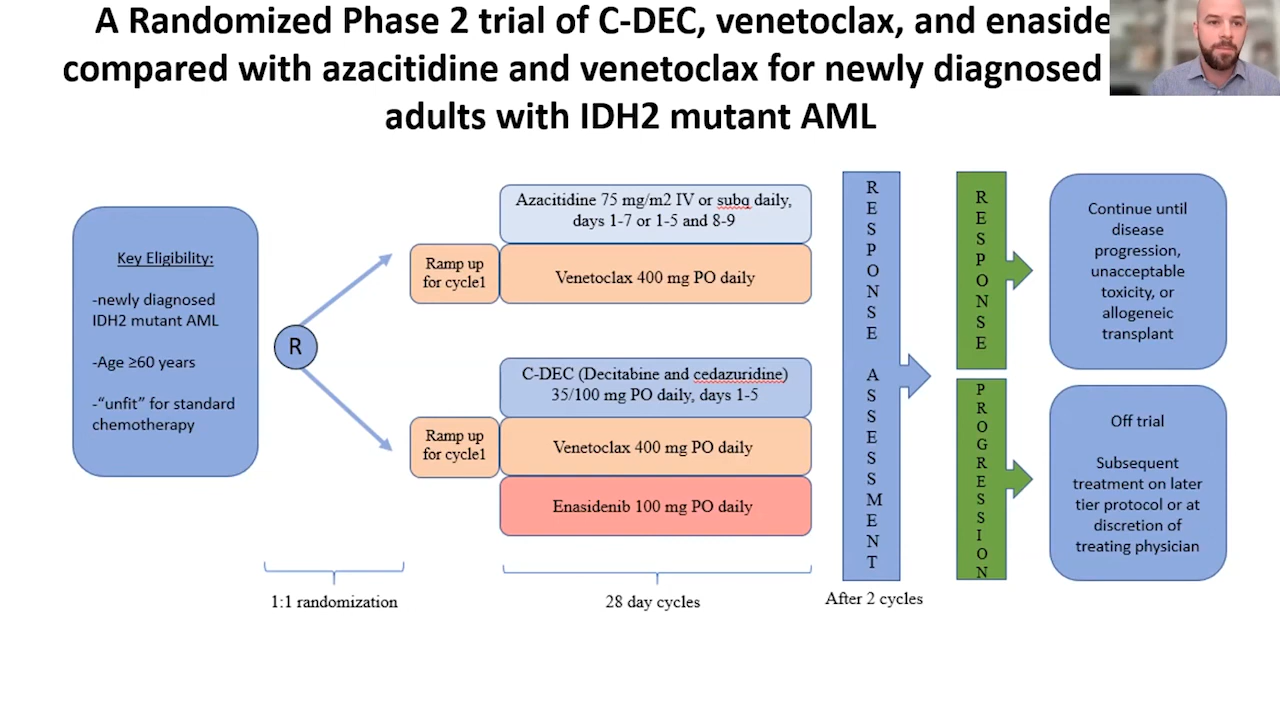 A Randomized Phase 2 trial of C-DEC, venetoclax, and
compared with azacitidine and venetoclax for newly diagnosed
adults with IDH2 mutant AML
Key Eligibility:
-newly diagnosed
IDH2 mutant AML
-Age ≥60 years
-“unfit” for standard
chemotherapy
R
Ramp up
for cycle1
Azacitidine 75 mg/m2 IV or subq daily,
days 1-7 or 1-5 and 8-9
Venetoclax 400 mg PO daily
Ramp up
for cycle1
C-DEC (Decitabine and cedazuridine)
35/100 mg PO daily, days 1-5
Venetoclax 400 mg PO daily
Enasidenib 100 mg PO daily
1:1 randomization
28 day cycles
RESPONSE ASSESSMENT
After 2 cycles
RESPONSE
Continue until
disease
progression,
unacceptable
toxicity, or
allogeneic
transplant
PROGRESSION
Off trial
Subsequent
treatment on later
tier protocol or at
discretion of
treating physician